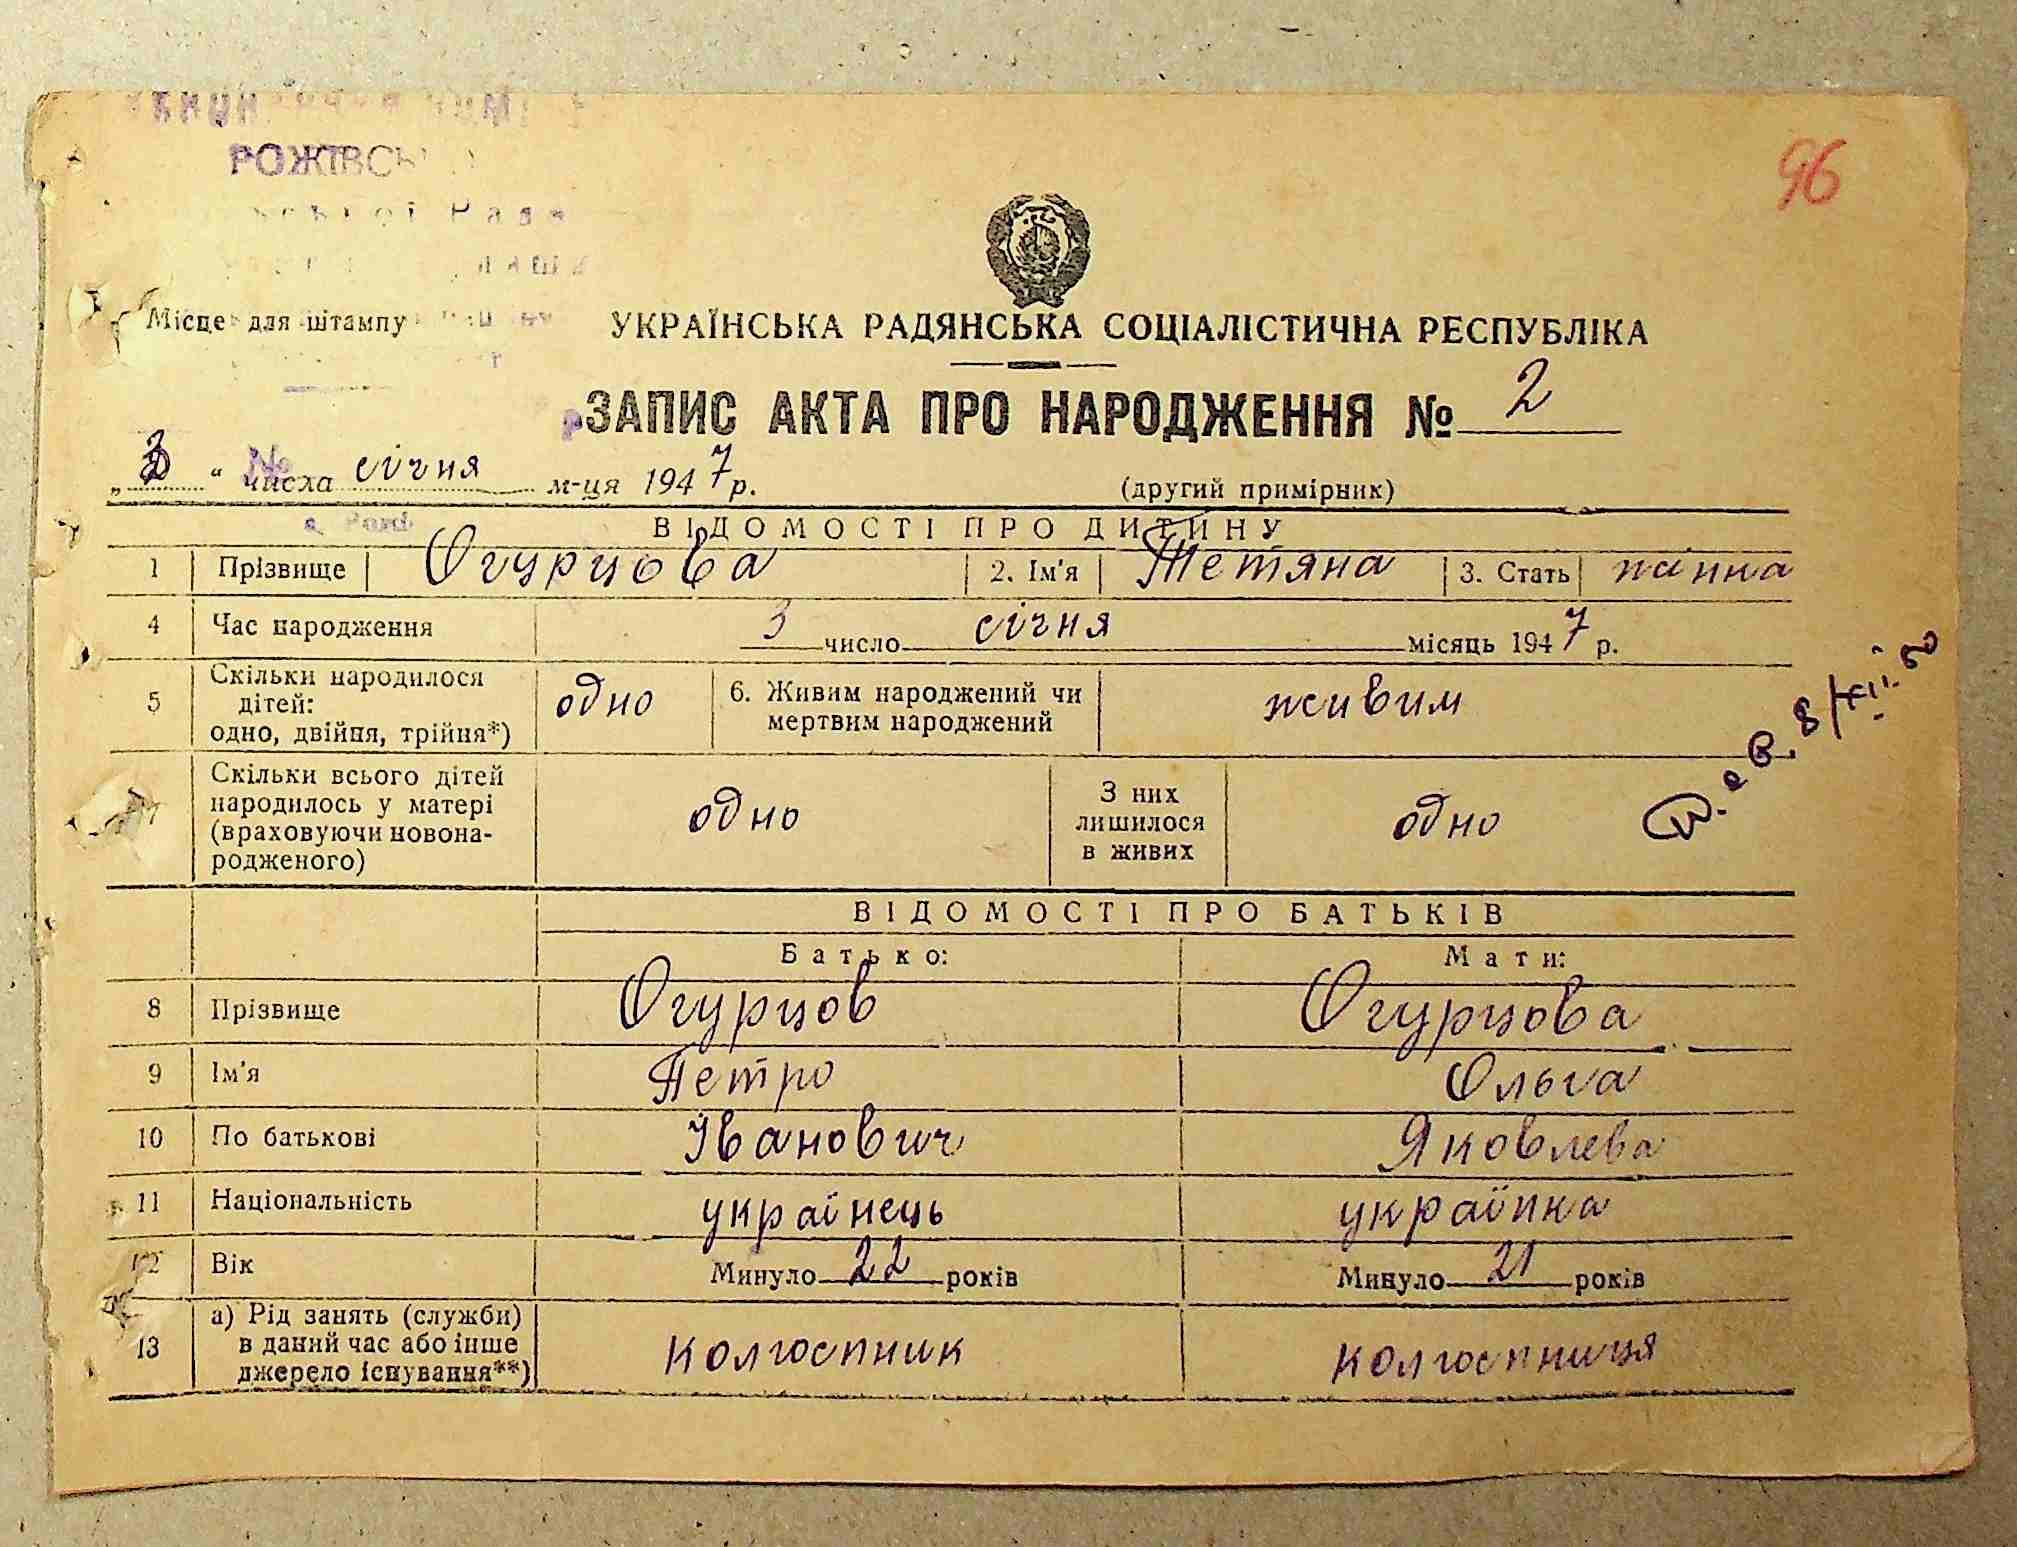 РОЖІВСЬ
96
Місце для штампу
УКРАЇНСЬКА РАДЯНСЬКА СОЦІАЛІСТИЧНА РЕСПУБЛІКА
ЗАПИС АКТА ПРО НАРОДЖЕННЯ № 2
„3“ числа січня м-ця 1947 р. (другий примірник)
№
ВІДОМОСТІ ПРО ДИТИНУ
1 Прізвище Огурцова 2. Ім'я Тетяна 3. Стать
4 Час народження 3 число січня місяць 1947 р.
5 Скільки народилося дітей: одно, двійня, трійня*) одно 6. Живим народжений чи мертвим народжений живим
7 Скільки всього дітей народилось у матері (враховуючи новонародженого) одно З них лишилося в живих одно
ВІДОМОСТІ ПРО БАТЬКІВ
Батько: Мати:
8 Прізвище Огурцов Огурцова
9 Ім'я Петро Ольга
10 По батькові Іванович Яковлева
11 Національність українець українка
12 Вік Минуло 22 років Минуло 21 років
13 а) Рід занять (служби) в даний час або інше джерело існування**) колгоспник колгоспниця